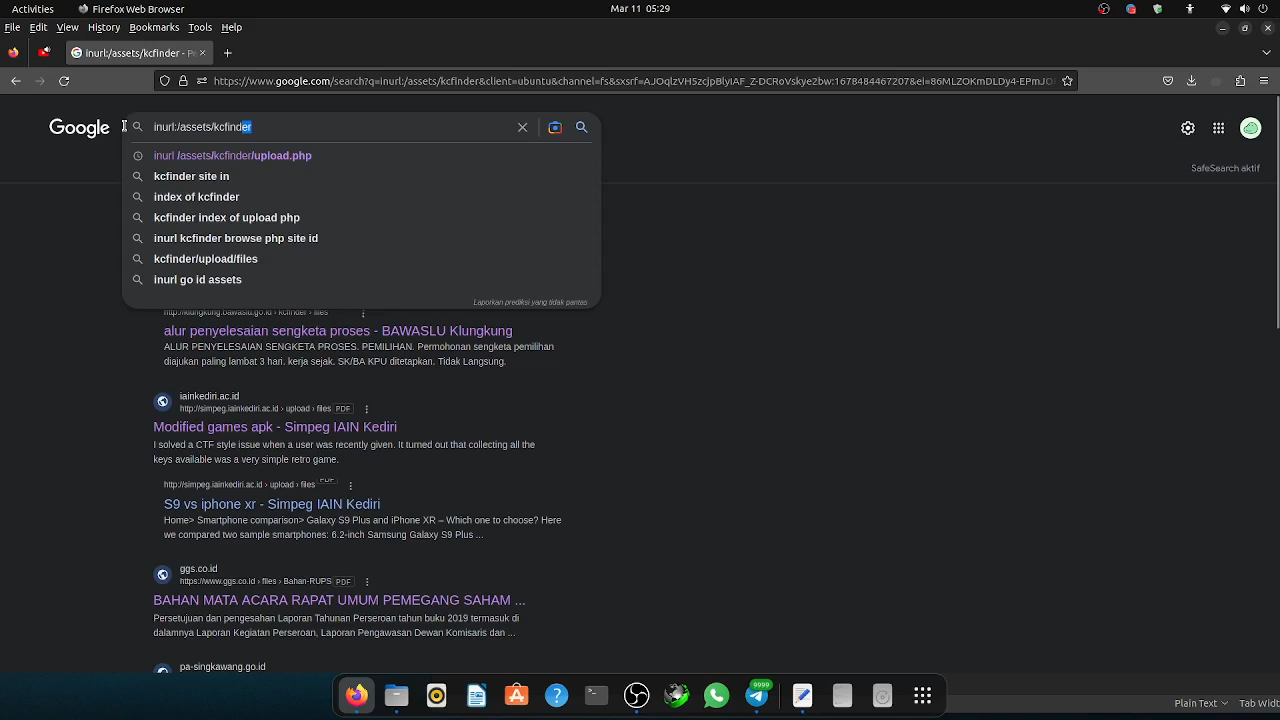 Activities
Firefox Web Browser
Mar 11 05:29
File Edit View History Bookmarks Tools Help
inurl:/assets/kcfinder - Pe
https://www.google.com/search?q=inurl:/assets/kcfinder&client=ubuntu&channel=fs&sxsrf=AJOqlzVH5zcjpBlyIAF_Z-DCRoVskye2bw:1678484467207&ei=86MLZOKmDLDy4-EPmJO
Google
inurl:/assets/kcfinder
inurl /assets/kcfinder/upload.php
kcfinder site in
index of kcfinder
kcfinder index of upload php
inurl kcfinder browse php site id
kcfinder/upload/files
inurl go id assets
Laporkan prediksi yang tidak pantas
SafeSearch aktif
http://klungkung.bawaslu.go.id › kcfinder › files
alur penyelesaian sengketa proses - BAWASLU Klungkung
ALUR PENYELESAIAN SENGKETA PROSES. PEMILIHAN. Permohonan sengketa pemilihan
diajukan paling lambat 3 hari. kerja sejak. SK/BA KPU ditetapkan. Tidak Langsung.
iainkediri.ac.id
http://simpeg.iainkediri.ac.id › upload › files PDF
Modified games apk - Simpeg IAIN Kediri
I solved a CTF style issue when a user was recently given. It turned out that collecting all the
keys available was a very simple retro game.
http://simpeg.iainkediri.ac.id › upload › files PDF
S9 vs iphone xr - Simpeg IAIN Kediri
Home> Smartphone comparison> Galaxy S9 Plus and iPhone XR – Which one to choose? Here
we compared two sample smartphones: 6.2-inch Samsung Galaxy S9 Plus ...
ggs.co.id
https://www.ggs.co.id › files › Bahan-RUPS PDF
BAHAN MATA ACARA RAPAT UMUM PEMEGANG SAHAM ...
Persetujuan dan pengesahan Laporan Tahunan Perseroan tahun buku 2019 termasuk di
dalamnya Laporan Kegiatan Perseroan, Laporan Pengawasan Dewan Komisaris dan ...
pa-singkawang.go.id
9999
Plain Text
Tab Widt